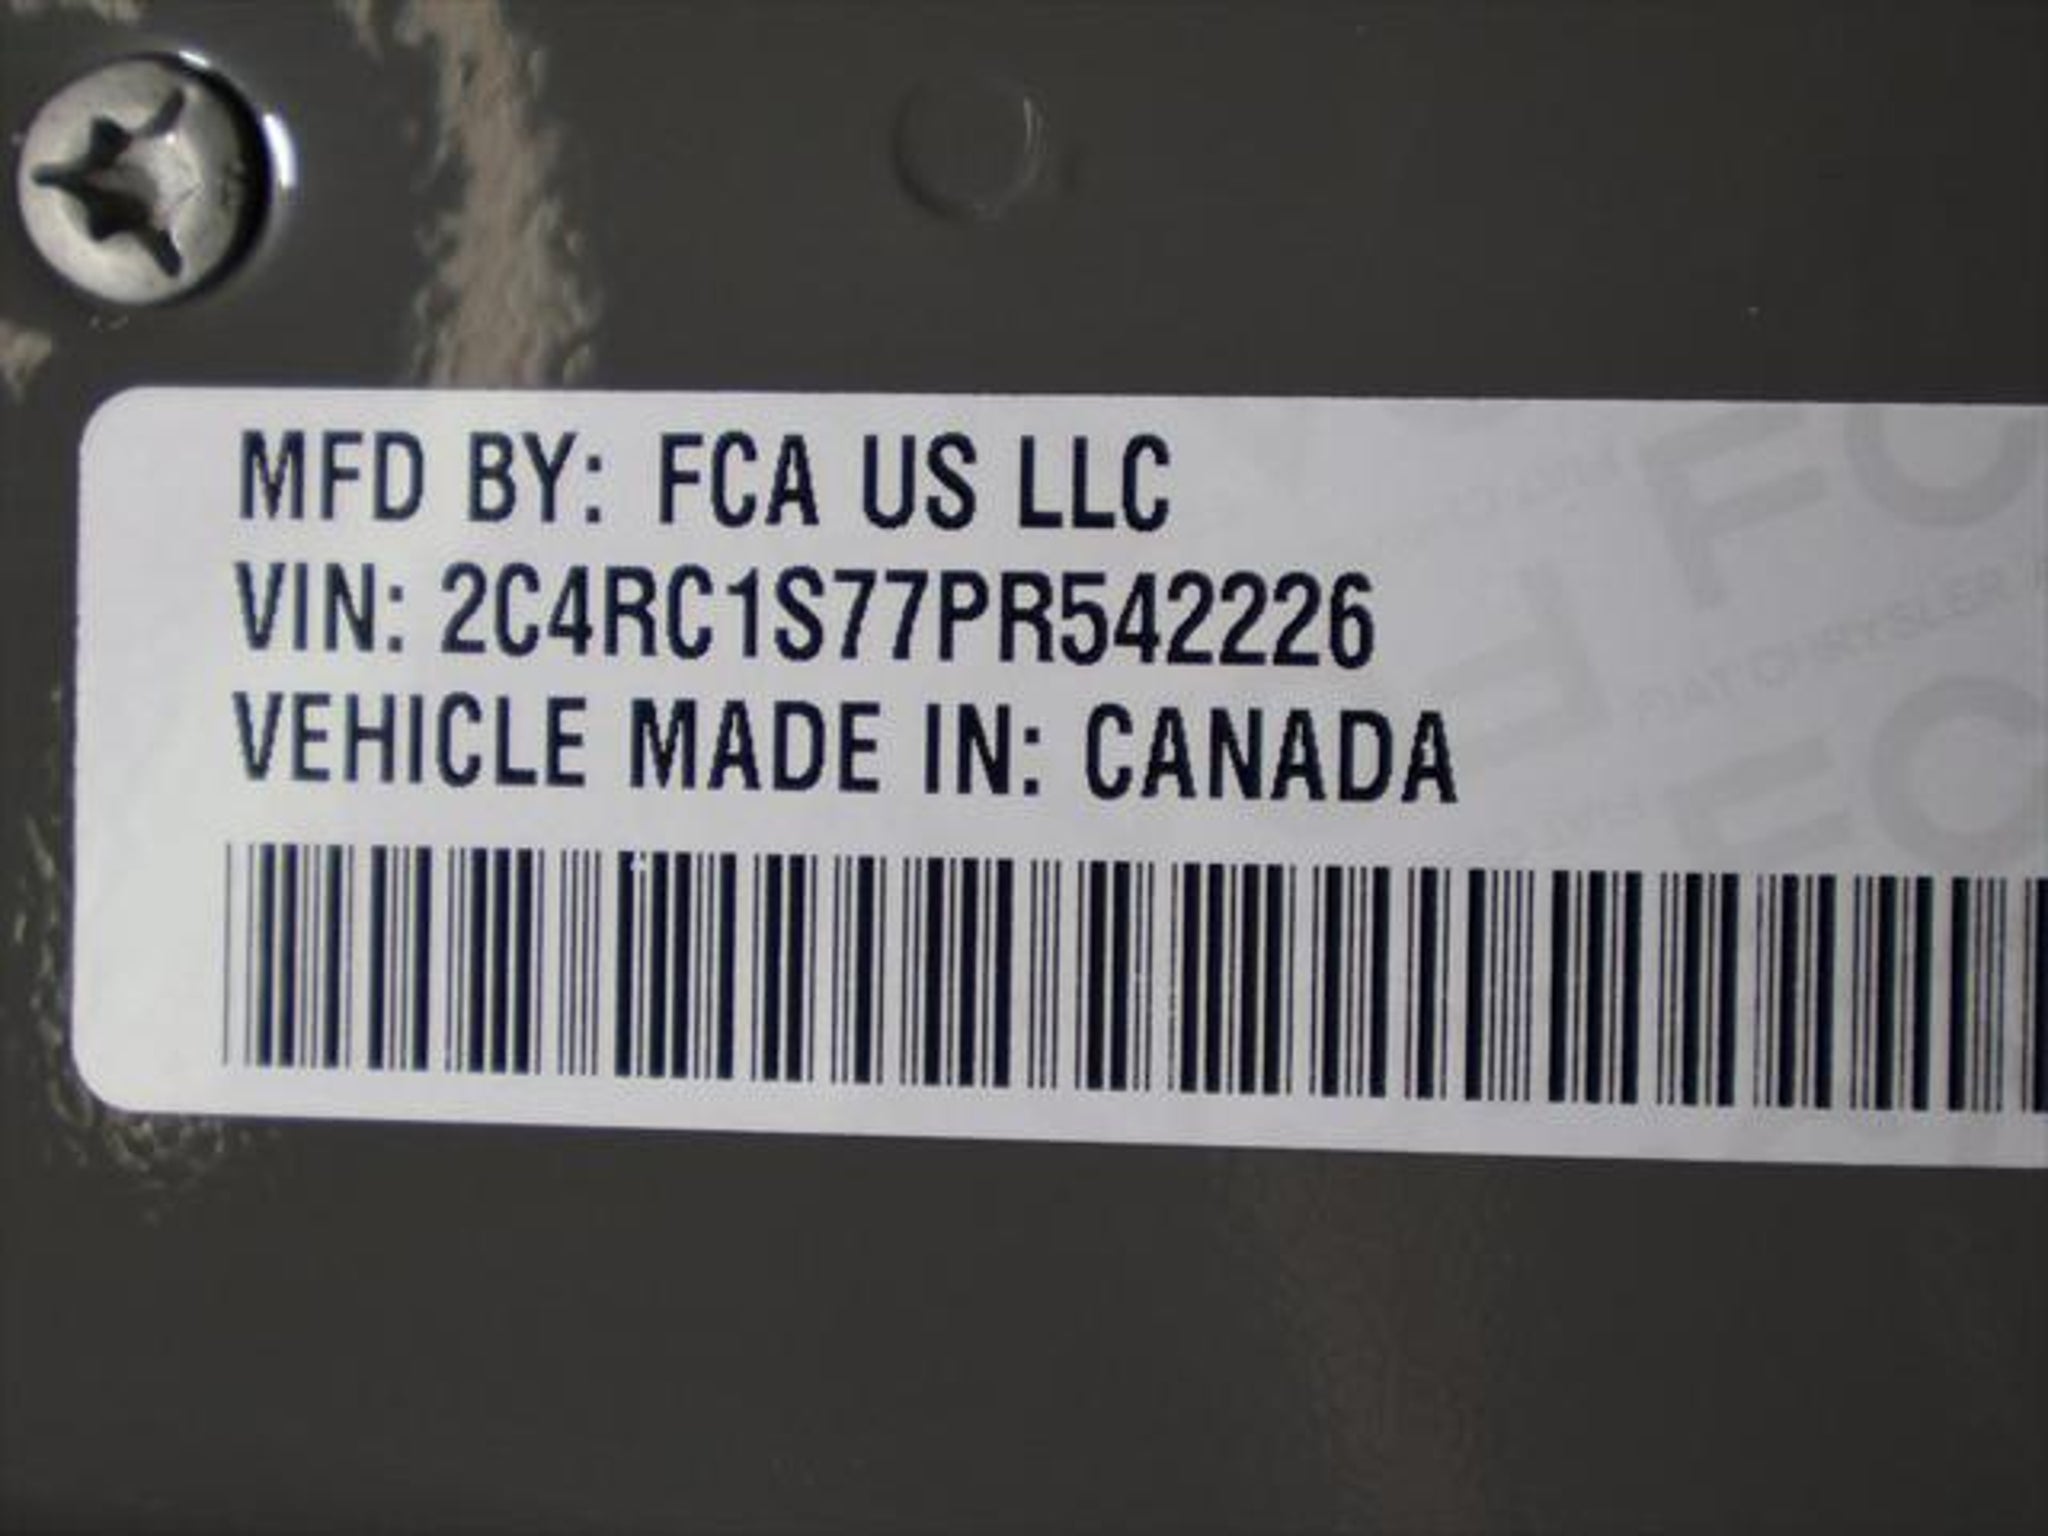 MFD BY: FCA US LLC
VIN: 2C4RC1S77PR542226
VEHICLE MADE IN: CANADA